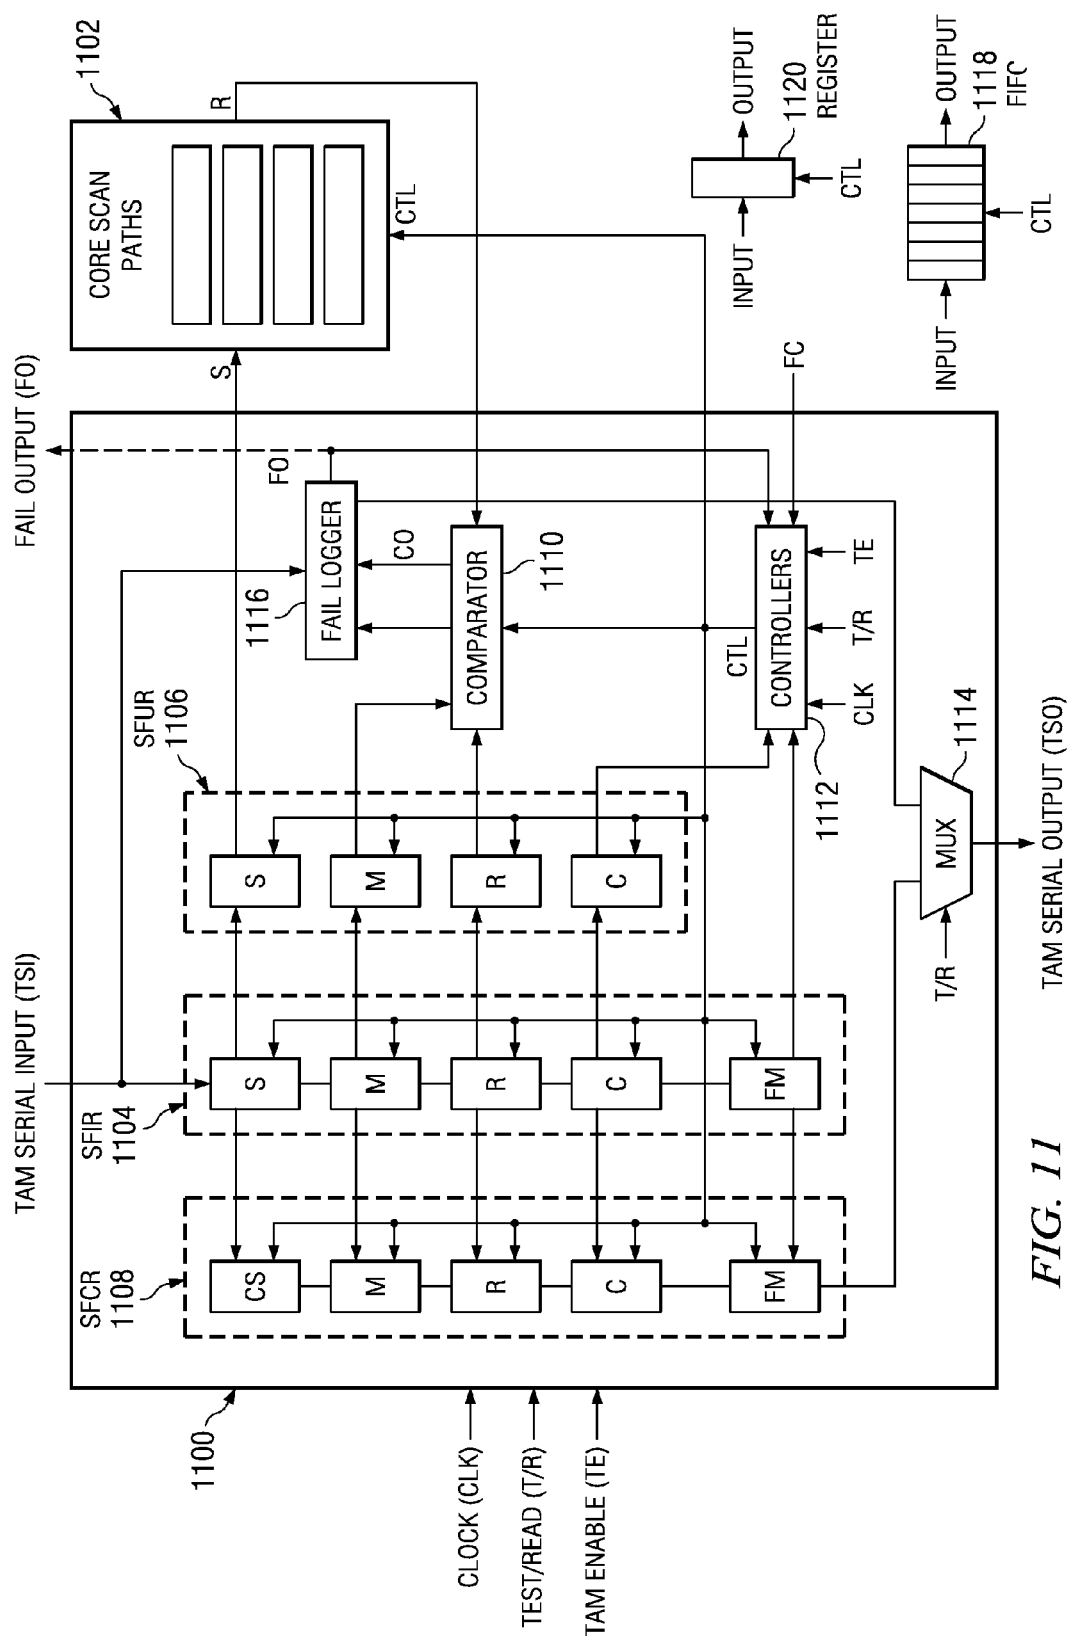 TAM SERIAL INPUT (TSI)
FAIL OUTPUT (FO)
1102
CORE SCAN
PATHS
R
S
CTL
SFCR
1108
SFIR
1104
SFUR
1106
1116
FAIL LOGGER
FO
CO
COMPARATOR
1110
CTL
CONTROLLERS
1112
CLK
T/R
TE
FC
CS
M
R
C
FM
S
M
R
C
FM
S
M
R
C
1100
CLOCK (CLK)
TEST/READ (T/R)
TAM ENABLE (TE)
T/R
MUX
1114
TAM SERIAL OUTPUT (TSO)
INPUT
OUTPUT
CTL
1120
REGISTER
INPUT
OUTPUT
CTL
1118
FIFO
FIG. 11